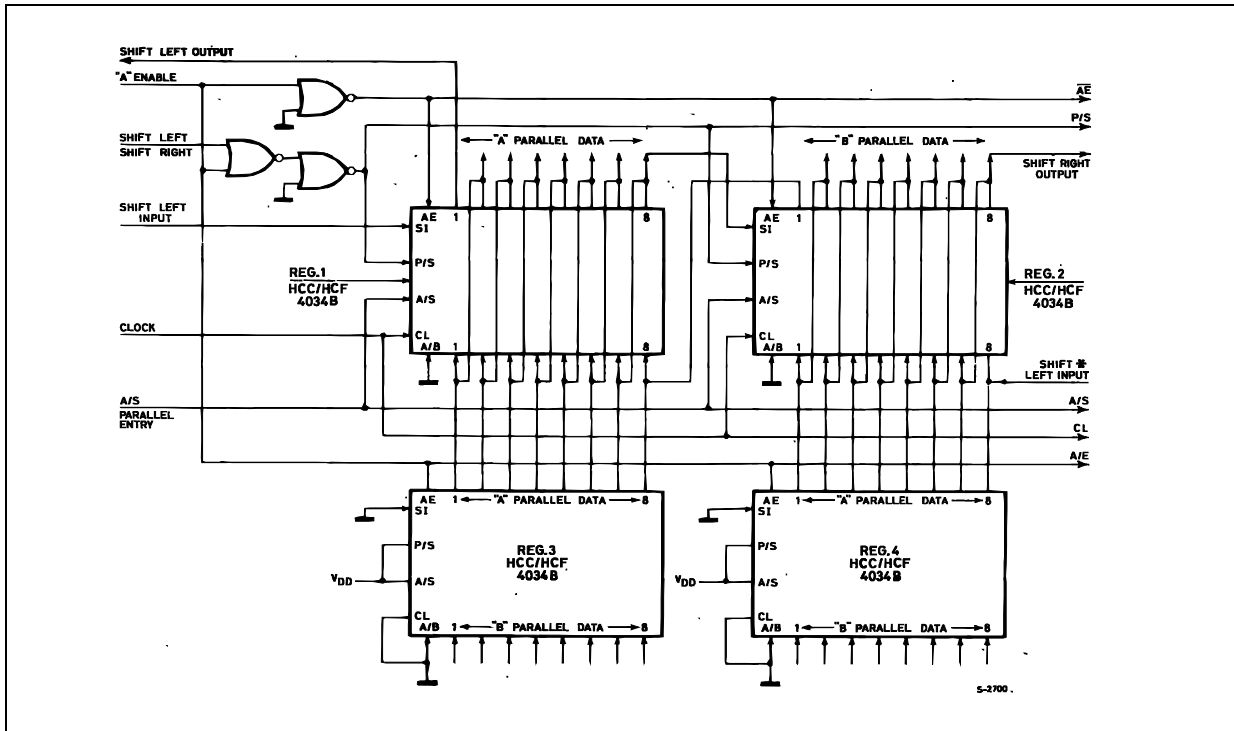 SHIFT LEFT OUTPUT
"A" ENABLE
AE
P/S
SHIFT LEFT
SHIFT RIGHT
"A" PARALLEL DATA
"B" PARALLEL DATA
SHIFT RIGHT
OUTPUT
SHIFT LEFT
INPUT
AE 1 8
SI
P/S
A/S
CL
A/B 1 8
REG.1
HCC/HCF
4034B
AE 1 8
SI
P/S
A/S
CL
A/B 1 8
REG.2
HCC/HCF
4034B
CLOCK
SHIFT *
LEFT INPUT
A/S
PARALLEL
ENTRY
A/S
CL
A/E
AE 1 "A" PARALLEL DATA 8
SI
P/S
VDD
A/S
CL
A/B 1 "B" PARALLEL DATA 8
REG.3
HCC/HCF
4034B
AE 1 "A" PARALLEL DATA 8
SI
P/S
VDD
A/S
CL
A/B 1 "B" PARALLEL DATA 8
REG.4
HCC/HCF
4034B
S-2700